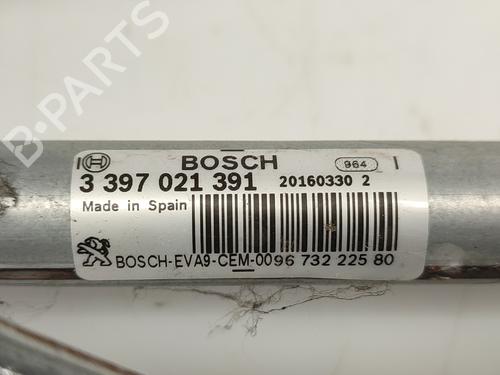 B-PARTS
BOSCH 964
3 397 021 391 20160330 2
Made in Spain
BOSCH-EVA9-CEM-0096 732 225 80